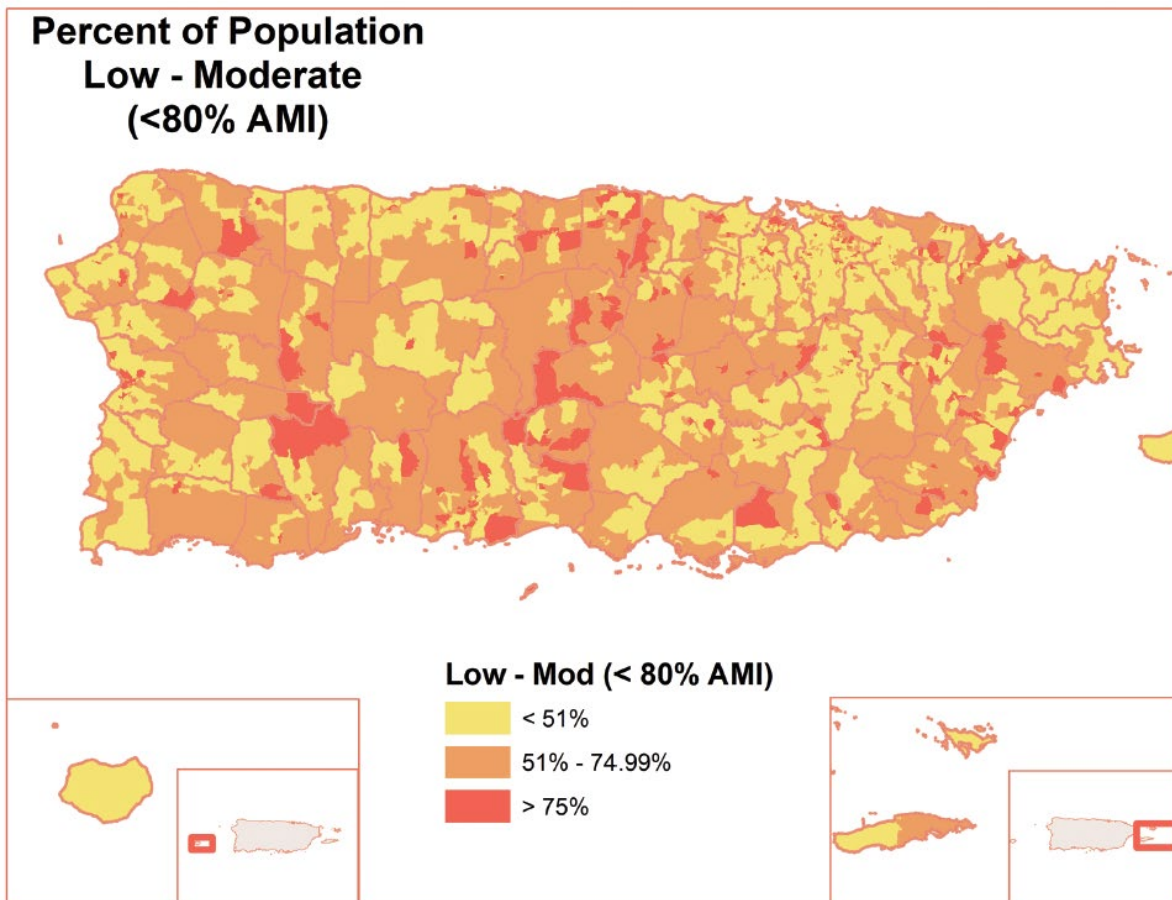 Percent of Population
Low - Moderate
(<80% AMI)
Low - Mod (< 80% AMI)
< 51%
51% - 74.99%
> 75%